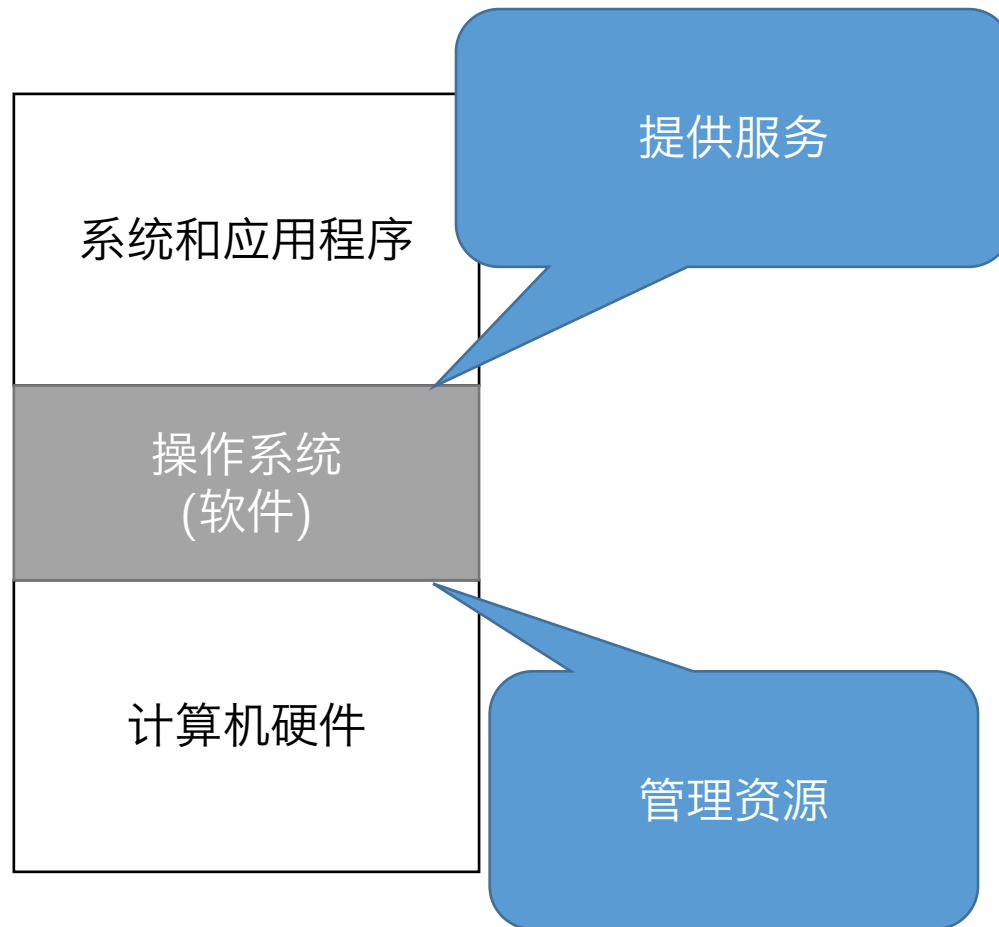 提供服务
系统和应用程序
操作系统
(软件)
计算机硬件
管理资源